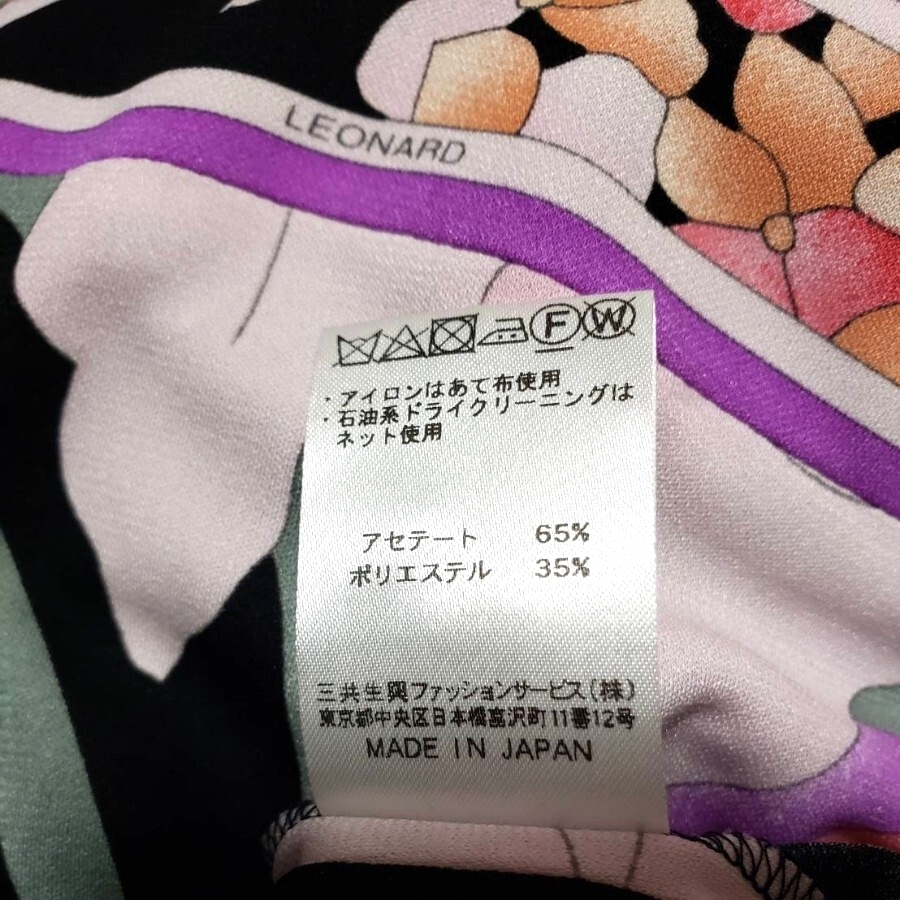 LEONARD
F W
・アイロンはあて布使用
・石油系ドライクリーニングは
ネット使用
アセテート 65%
ポリエステル 35%
三共生興ファッションサービス(株)
東京都中央区日本橋富沢町11番12号
MADE IN JAPAN